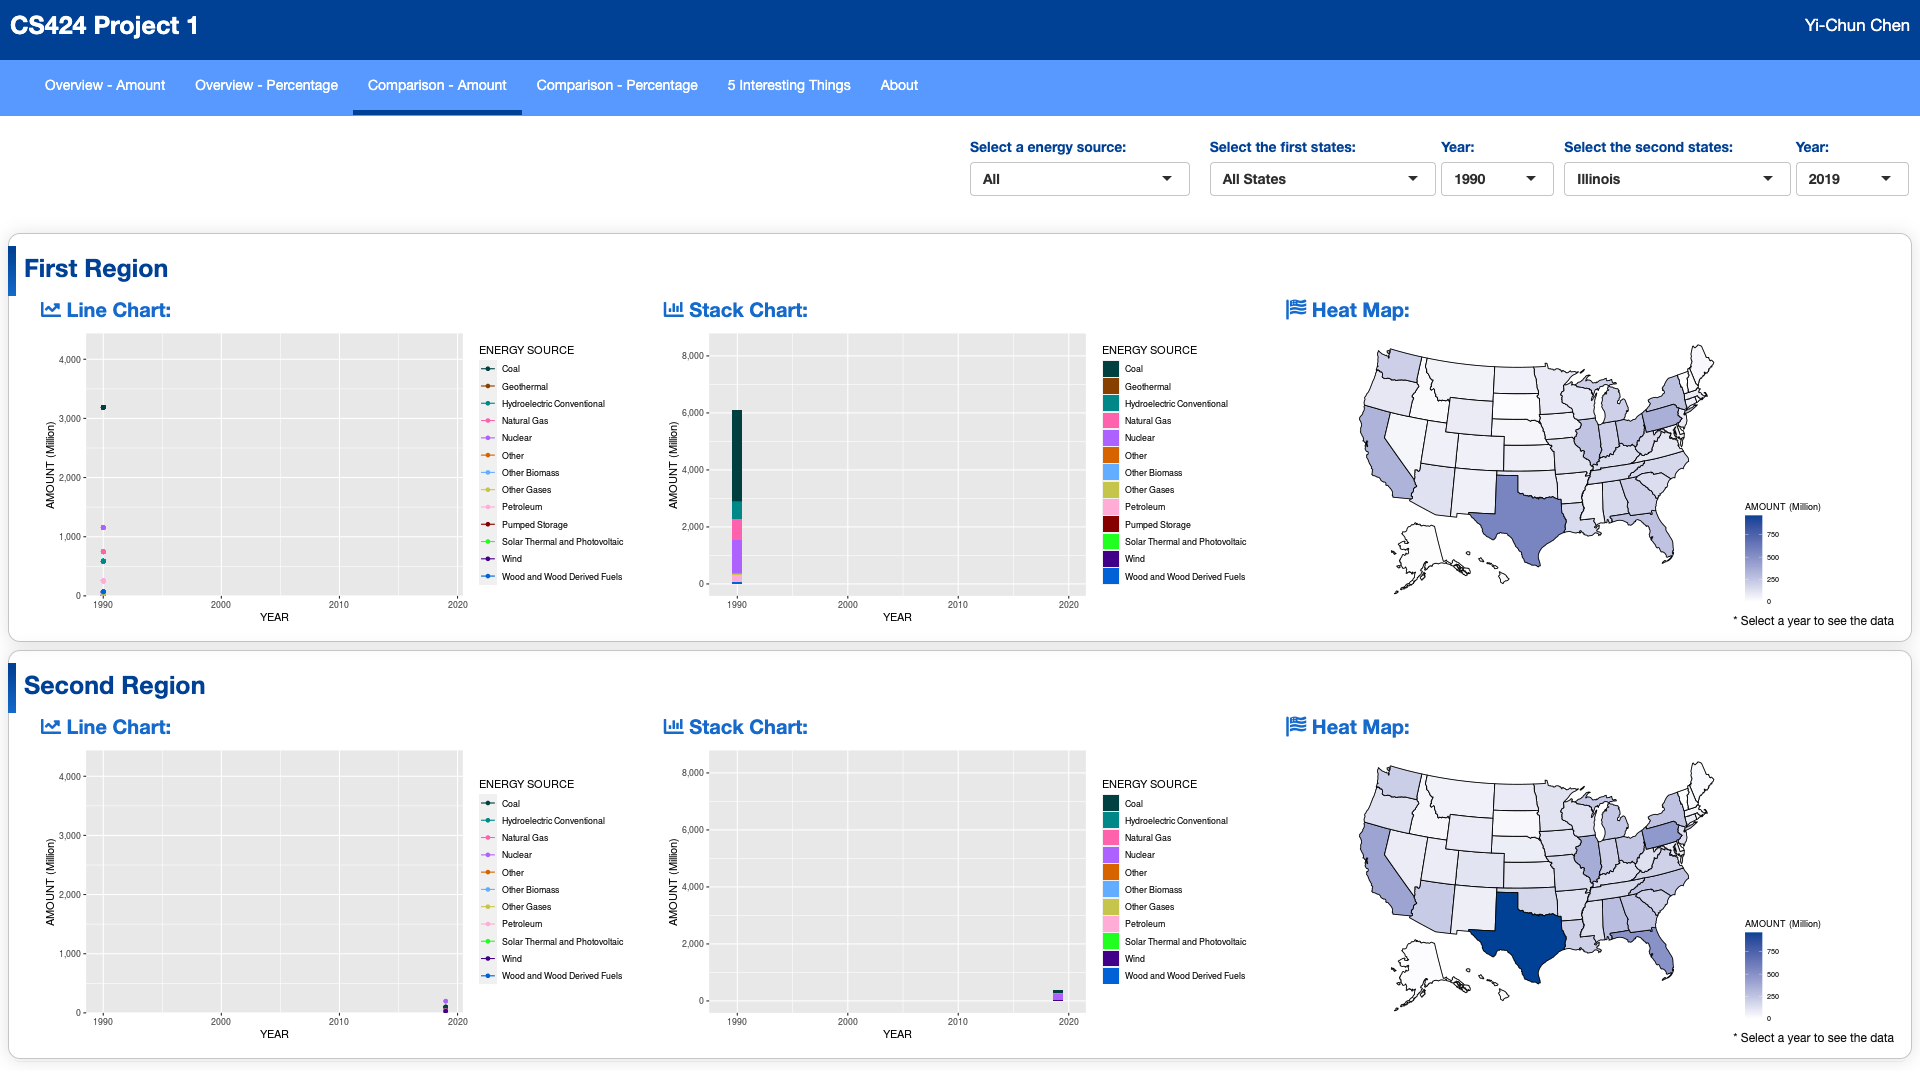 CS424 Project 1
Yi-Chun Chen
Overview - Amount
Overview - Percentage
Comparison - Amount
Comparison - Percentage
5 Interesting Things
About
Select a energy source:
All
Select the first states:
All States
Year:
1990
Select the second states:
Illinois
Year:
2019
First Region
Line Chart:
4,000
3,000
2,000
1,000
0
AMOUNT (Million)
1990
2000
2010
2020
YEAR
ENERGY SOURCE
Coal
Geothermal
Hydroelectric Conventional
Natural Gas
Nuclear
Other
Other Biomass
Other Gases
Petroleum
Pumped Storage
Solar Thermal and Photovoltaic
Wind
Wood and Wood Derived Fuels
Stack Chart:
8,000
6,000
4,000
2,000
0
AMOUNT (Million)
1990
2000
2010
2020
YEAR
ENERGY SOURCE
Coal
Geothermal
Hydroelectric Conventional
Natural Gas
Nuclear
Other
Other Biomass
Other Gases
Petroleum
Pumped Storage
Solar Thermal and Photovoltaic
Wind
Wood and Wood Derived Fuels
Heat Map:
AMOUNT (Million)
750
500
250
0
* Select a year to see the data
Second Region
Line Chart:
4,000
3,000
2,000
1,000
0
AMOUNT (Million)
1990
2000
2010
2020
YEAR
ENERGY SOURCE
Coal
Hydroelectric Conventional
Natural Gas
Nuclear
Other
Other Biomass
Other Gases
Petroleum
Solar Thermal and Photovoltaic
Wind
Wood and Wood Derived Fuels
Stack Chart:
8,000
6,000
4,000
2,000
0
AMOUNT (Million)
1990
2000
2010
2020
YEAR
ENERGY SOURCE
Coal
Hydroelectric Conventional
Natural Gas
Nuclear
Other
Other Biomass
Other Gases
Petroleum
Solar Thermal and Photovoltaic
Wind
Wood and Wood Derived Fuels
Heat Map:
AMOUNT (Million)
750
500
250
0
* Select a year to see the data